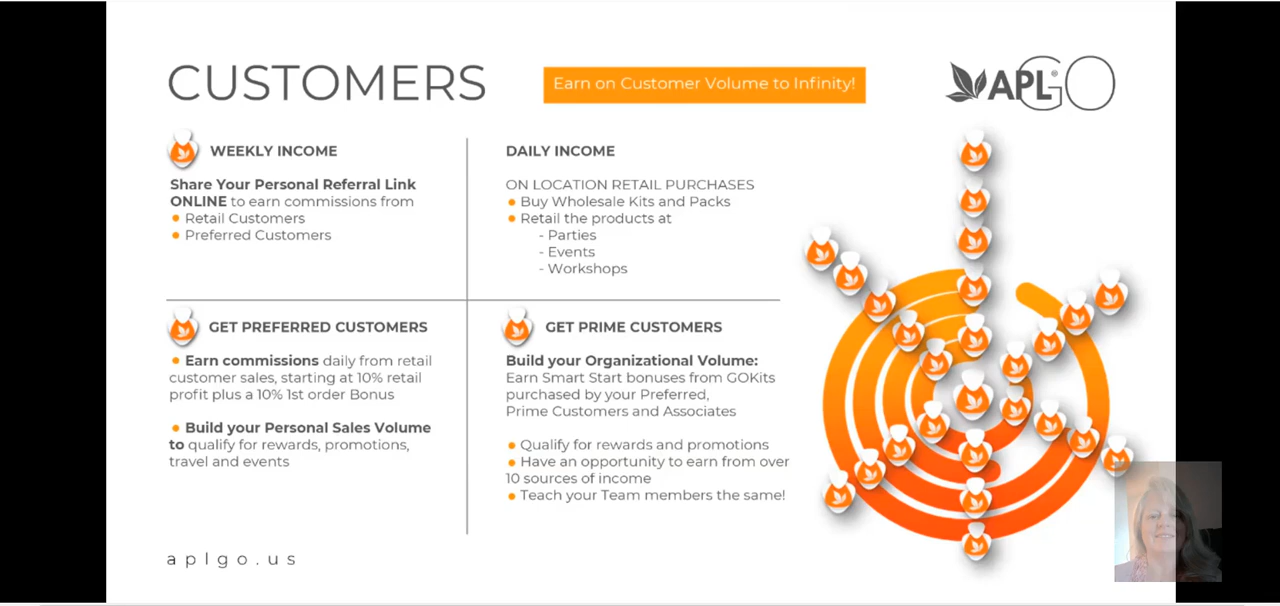 CUSTOMERS
Earn on Customer Volume to Infinity!
APLGO
WEEKLY INCOME
Share Your Personal Referral Link
ONLINE to earn commissions from
• Retail Customers
• Preferred Customers
DAILY INCOME
ON LOCATION RETAIL PURCHASES
• Buy Wholesale Kits and Packs
• Retail the products at
- Parties
- Events
- Workshops
GET PREFERRED CUSTOMERS
• Earn commissions daily from retail
customer sales, starting at 10% retail
profit plus a 10% 1st order Bonus
• Build your Personal Sales Volume
to qualify for rewards, promotions,
travel and events
GET PRIME CUSTOMERS
Build your Organizational Volume:
Earn Smart Start bonuses from GOKits
purchased by your Preferred,
Prime Customers and Associates
• Qualify for rewards and promotions
• Have an opportunity to earn from over
10 sources of income
• Teach your Team members the same!
aplgo.us